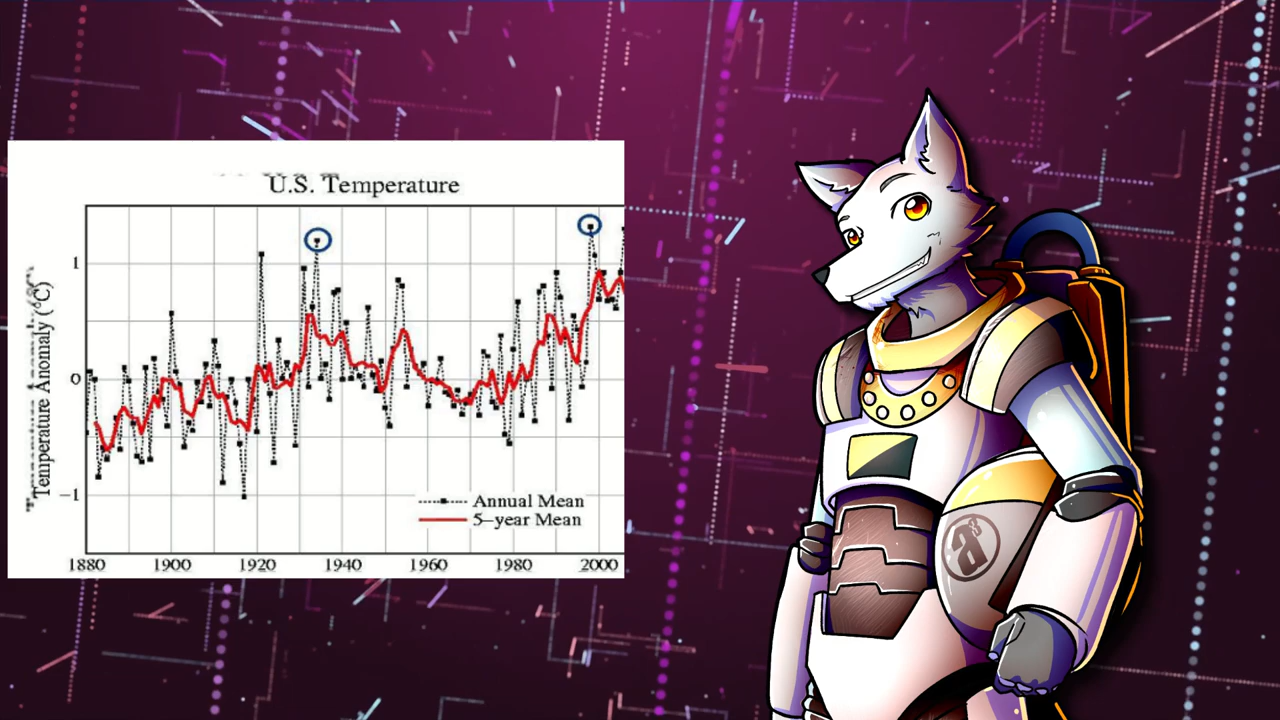 U.S. Temperature
Temperature Anomaly (°C)
1
0
−1
Annual Mean
5−year Mean
1880 1900 1920 1940 1960 1980 2000